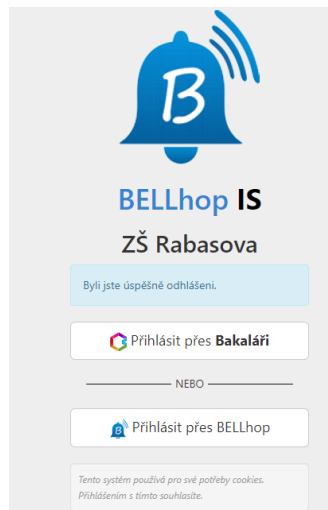 B
BELLhop IS
ZŠ Rabasova
Byli jste úspěšně odhlášeni.
Přihlásit přes Bakaláři
NEBO
B Přihlásit přes BELLhop
Tento systém používá pro své potřeby cookies.
Přihlášením s tímto souhlasíte.